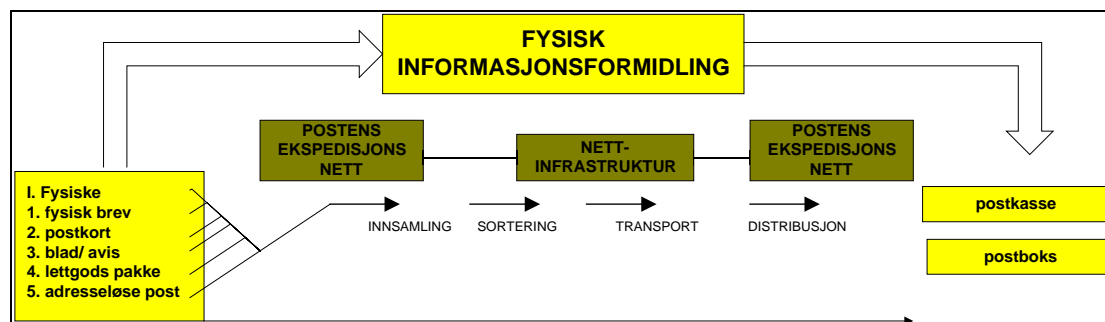 FYSISK
INFORMASJONSFORMIDLING
POSTENS
EKSPEDISJONS
NETT
NETT-
INFRASTRUKTUR
POSTENS
EKSPEDISJONS
NETT
I. Fysiske
1. fysisk brev
2. postkort
3. blad/ avis
4. lettgods pakke
5. adresseløse post
INNSAMLING
SORTERING
TRANSPORT
DISTRIBUSJON
postkasse
postboks